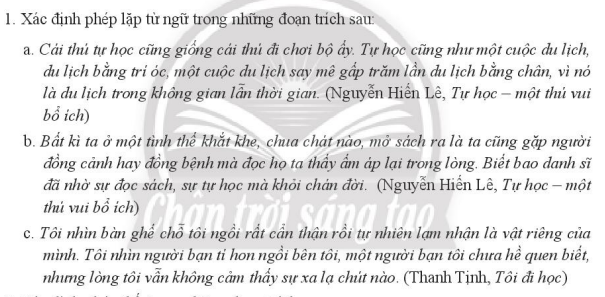 1. Xác định phép lặp từ ngữ trong những đoạn trích sau:
a. Cái thú tự học cũng giống cái thú đi chơi bộ ấy. Tự học cũng như một cuộc du lịch,
du lịch bằng trí óc, một cuộc du lịch say mê gấp trăm lần du lịch bằng chân, vì nó
là du lịch trong không gian lẫn thời gian. (Nguyễn Hiến Lê, Tự học – một thú vui
bổ ích)
b. Bất kì ta ở một tình thế khắt khe, chua chát nào, mở sách ra là ta cũng gặp người
đồng cảnh hay đồng bệnh mà đọc họ ta thấy ấm áp lại trong lòng. Biết bao danh sĩ
đã nhờ sự đọc sách, sự tự học mà khỏi chán đời. (Nguyễn Hiến Lê, Tự học – một
thú vui bổ ích)
Chân trời sáng tạo
c. Tôi nhìn bàn ghế chỗ tôi ngồi rất cẩn thận rồi tự nhiên lạm nhận là vật riêng của
mình. Tôi nhìn người bạn tí hon ngồi bên tôi, một người bạn tôi chưa hề quen biết,
nhưng lòng tôi vẫn không cảm thấy sự xa lạ chút nào. (Thanh Tịnh, Tôi đi học)